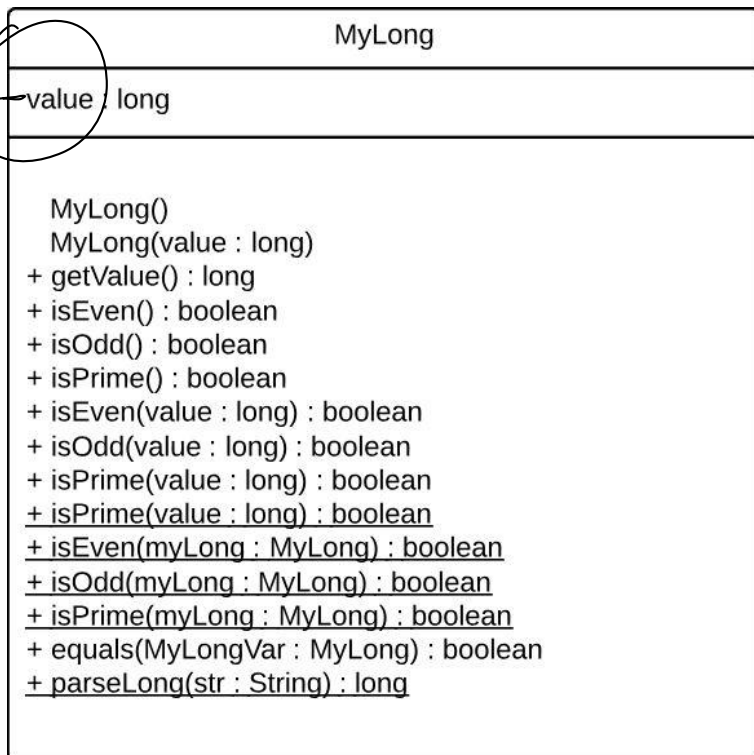 MyLong
-value : long
MyLong()
MyLong(value : long)
+ getValue() : long
+ isEven() : boolean
+ isOdd() : boolean
+ isPrime() : boolean
+ isEven(value : long) : boolean
+ isOdd(value : long) : boolean
+ isPrime(value : long) : boolean
+ isPrime(value : long) : boolean
+ isEven(myLong : MyLong) : boolean
+ isOdd(myLong : MyLong) : boolean
+ isPrime(myLong : MyLong) : boolean
+ equals(MyLongVar : MyLong) : boolean
+ parseLong(str : String) : long